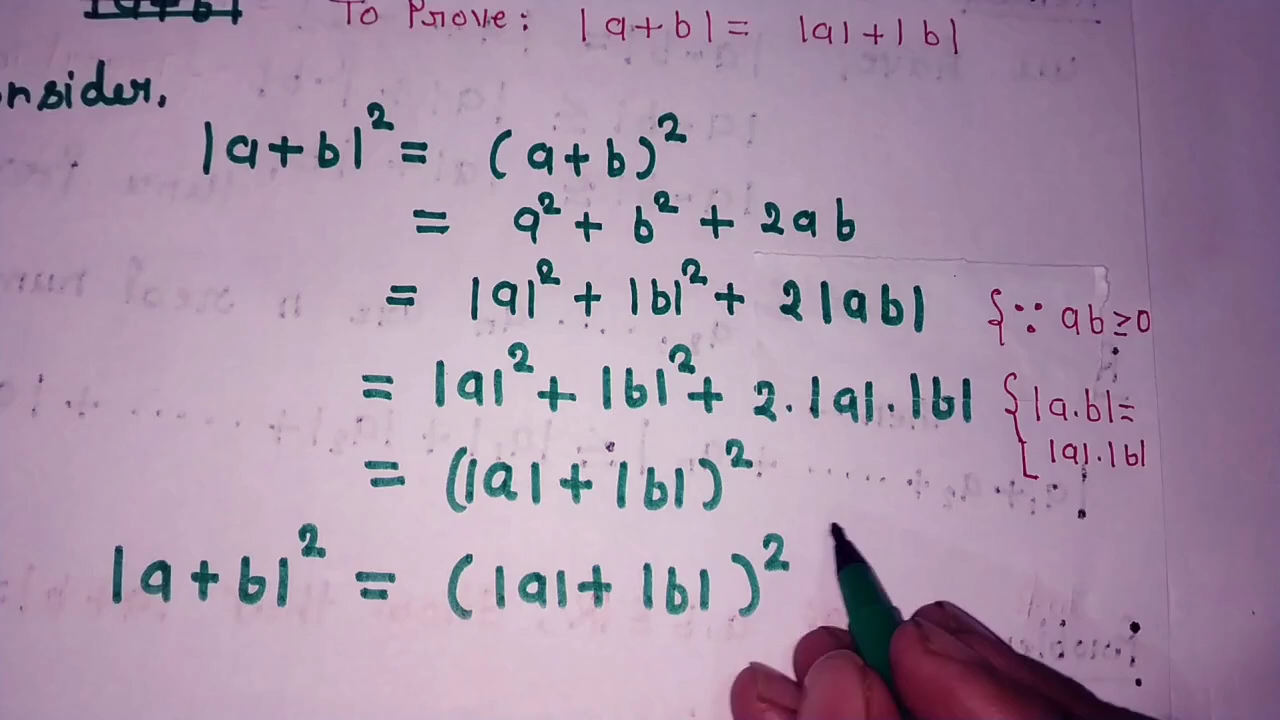 To Prove: |a+b| = |a|+|b|
nsider,
|a+b|² = (a+b)²
= a² + b² + 2ab
= |a|² + |b|² + 2|ab| {∵ ab≥0
= |a|² + |b|² + 2.|a|.|b| {|a.b|=
|a|.|b|
= (|a|+|b|)²
|a+b|² = (|a|+|b|)²